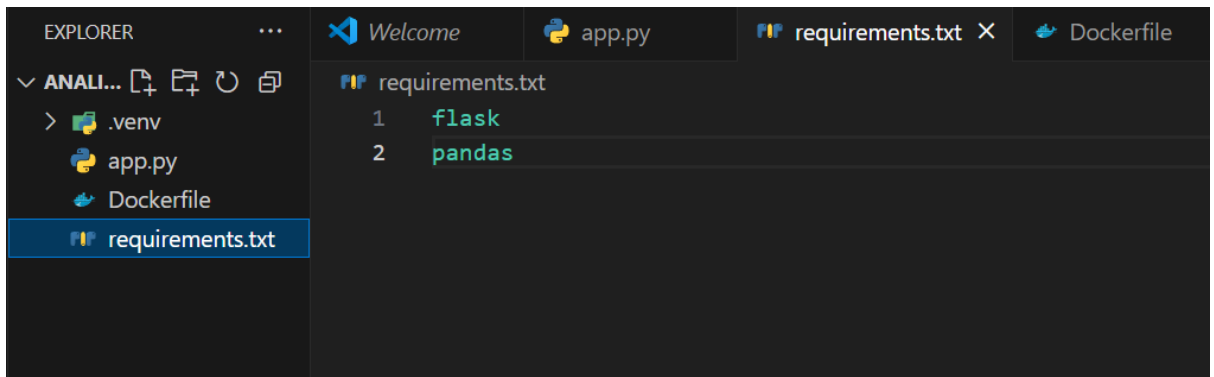 EXPLORER ...
ANALI...
.venv
app.py
Dockerfile
requirements.txt
Welcome app.py requirements.txt Dockerfile
requirements.txt
1 flask
2 pandas